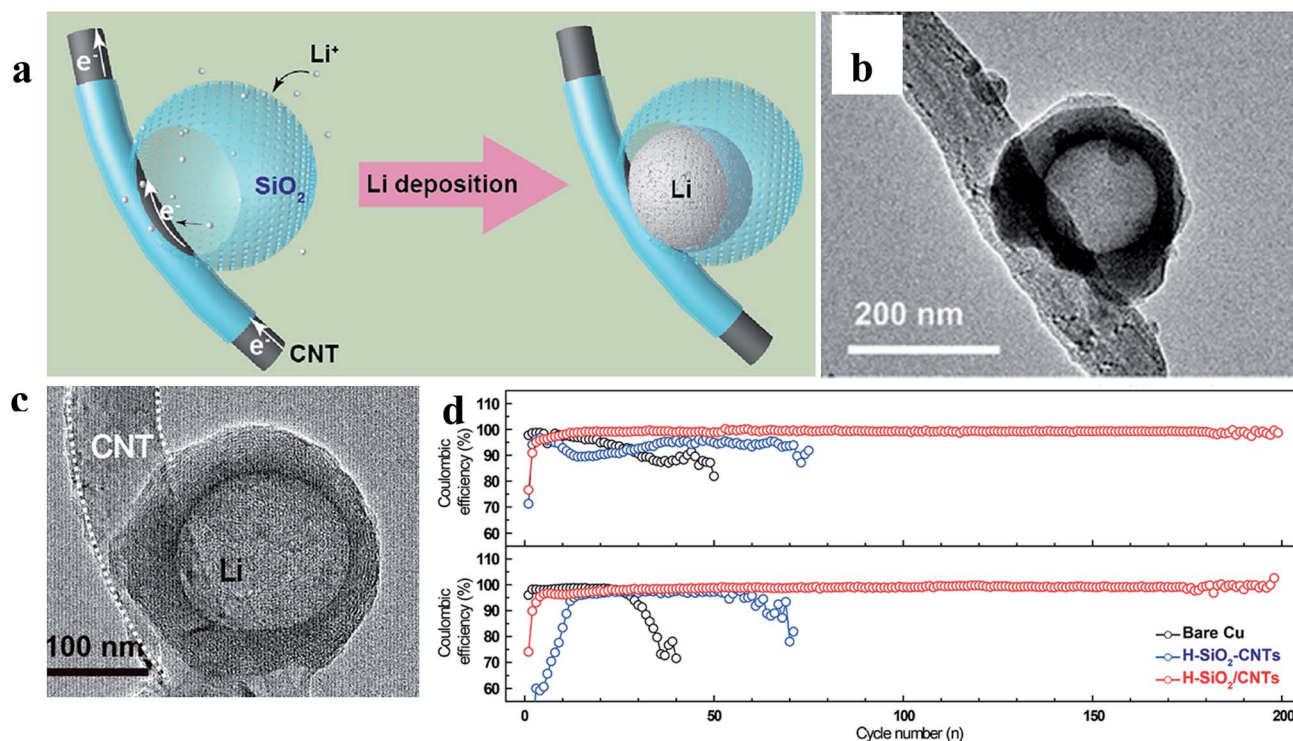 a
e⁻
Li⁺
SiO₂
e⁻
e⁻
CNT
Li deposition
Li
b
200 nm
c
CNT
Li
100 nm
d
110
100
90
80
70
60
Coulombic
efficiency (%)
110
100
90
80
70
60
Coulombic
efficiency (%)
Bare Cu
H-SiO₂-CNTs
H-SiO₂/CNTs
0 50 100 150 200
Cycle number (n)